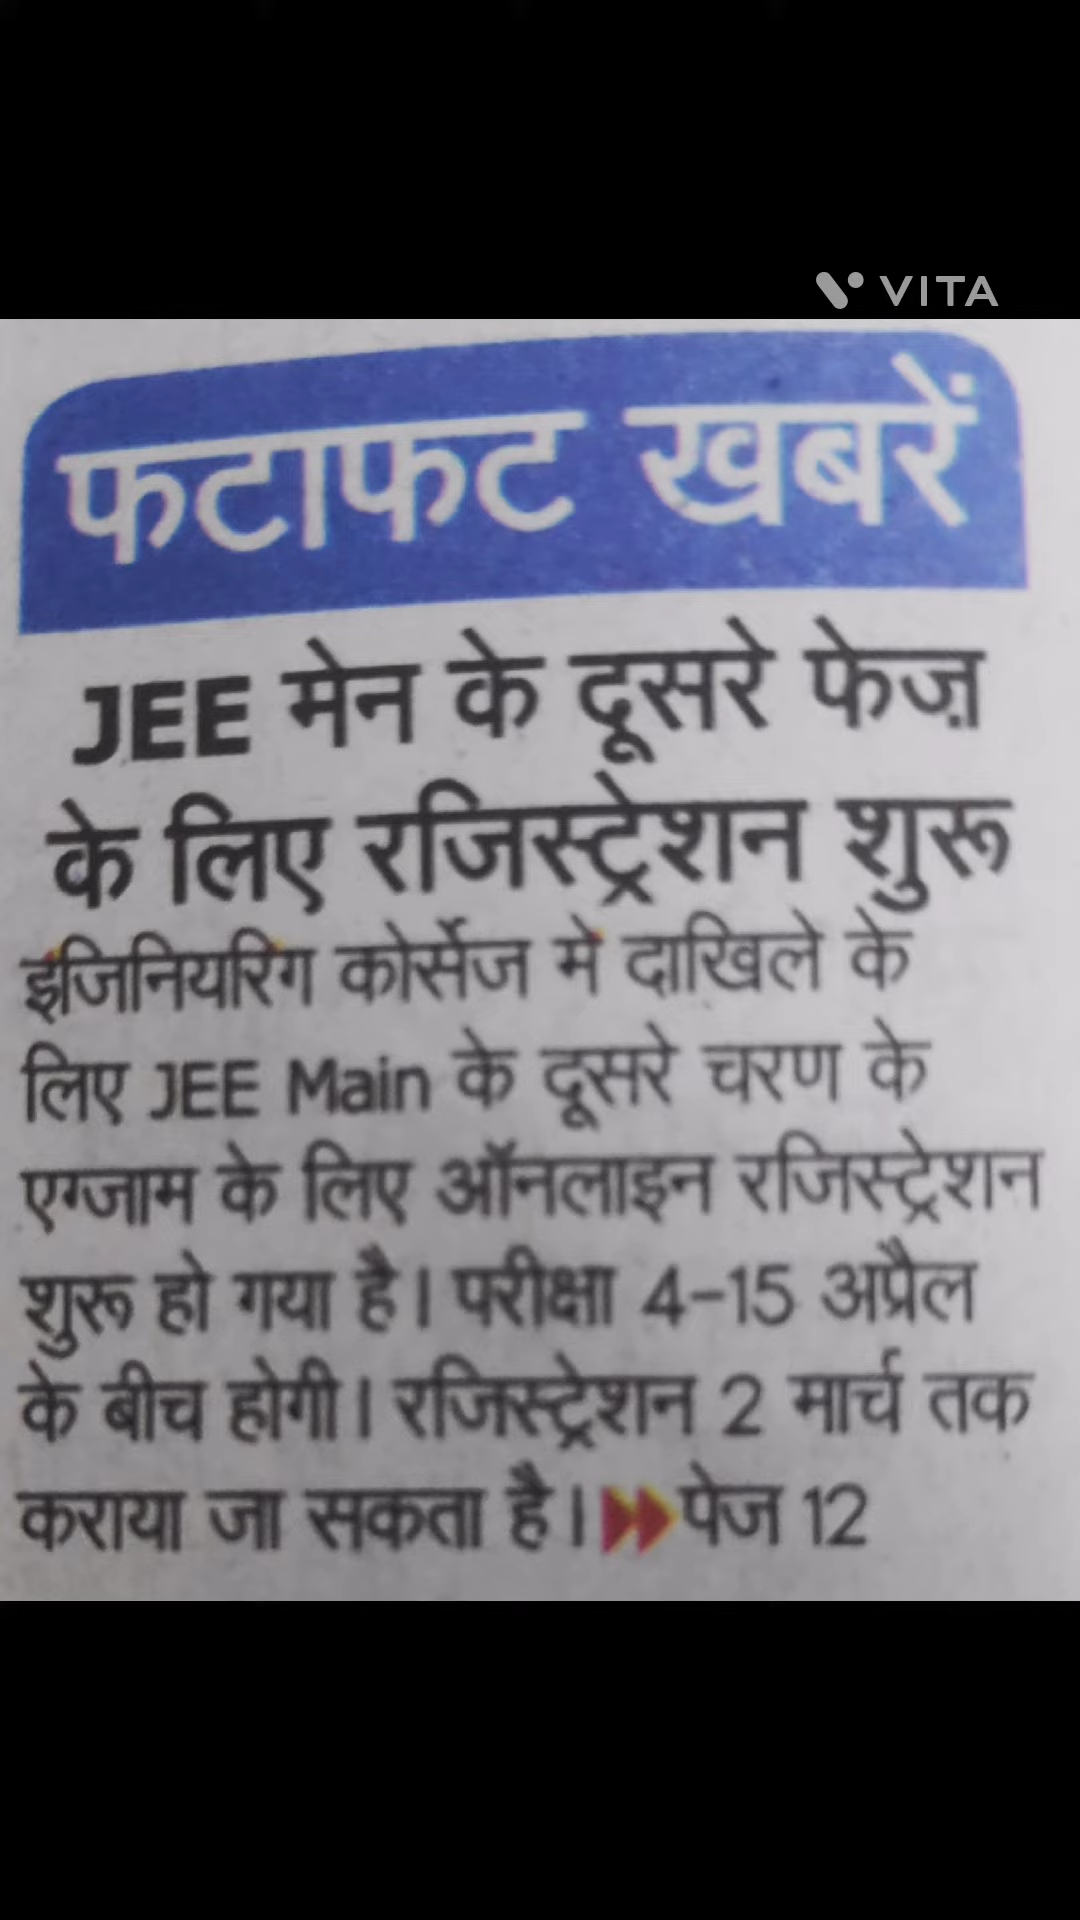 VITA
फटाफट खबरें
JEE मेन के दूसरे फेज़
के लिए रजिस्ट्रेशन शुरू
इंजिनियरिंग कोर्सेज में दाखिले के
लिए JEE Main के दूसरे चरण के
एग्जाम के लिए ऑनलाइन रजिस्ट्रेशन
शुरू हो गया है। परीक्षा 4-15 अप्रैल
के बीच होगी। रजिस्ट्रेशन 2 मार्च तक
कराया जा सकता है। पेज 12